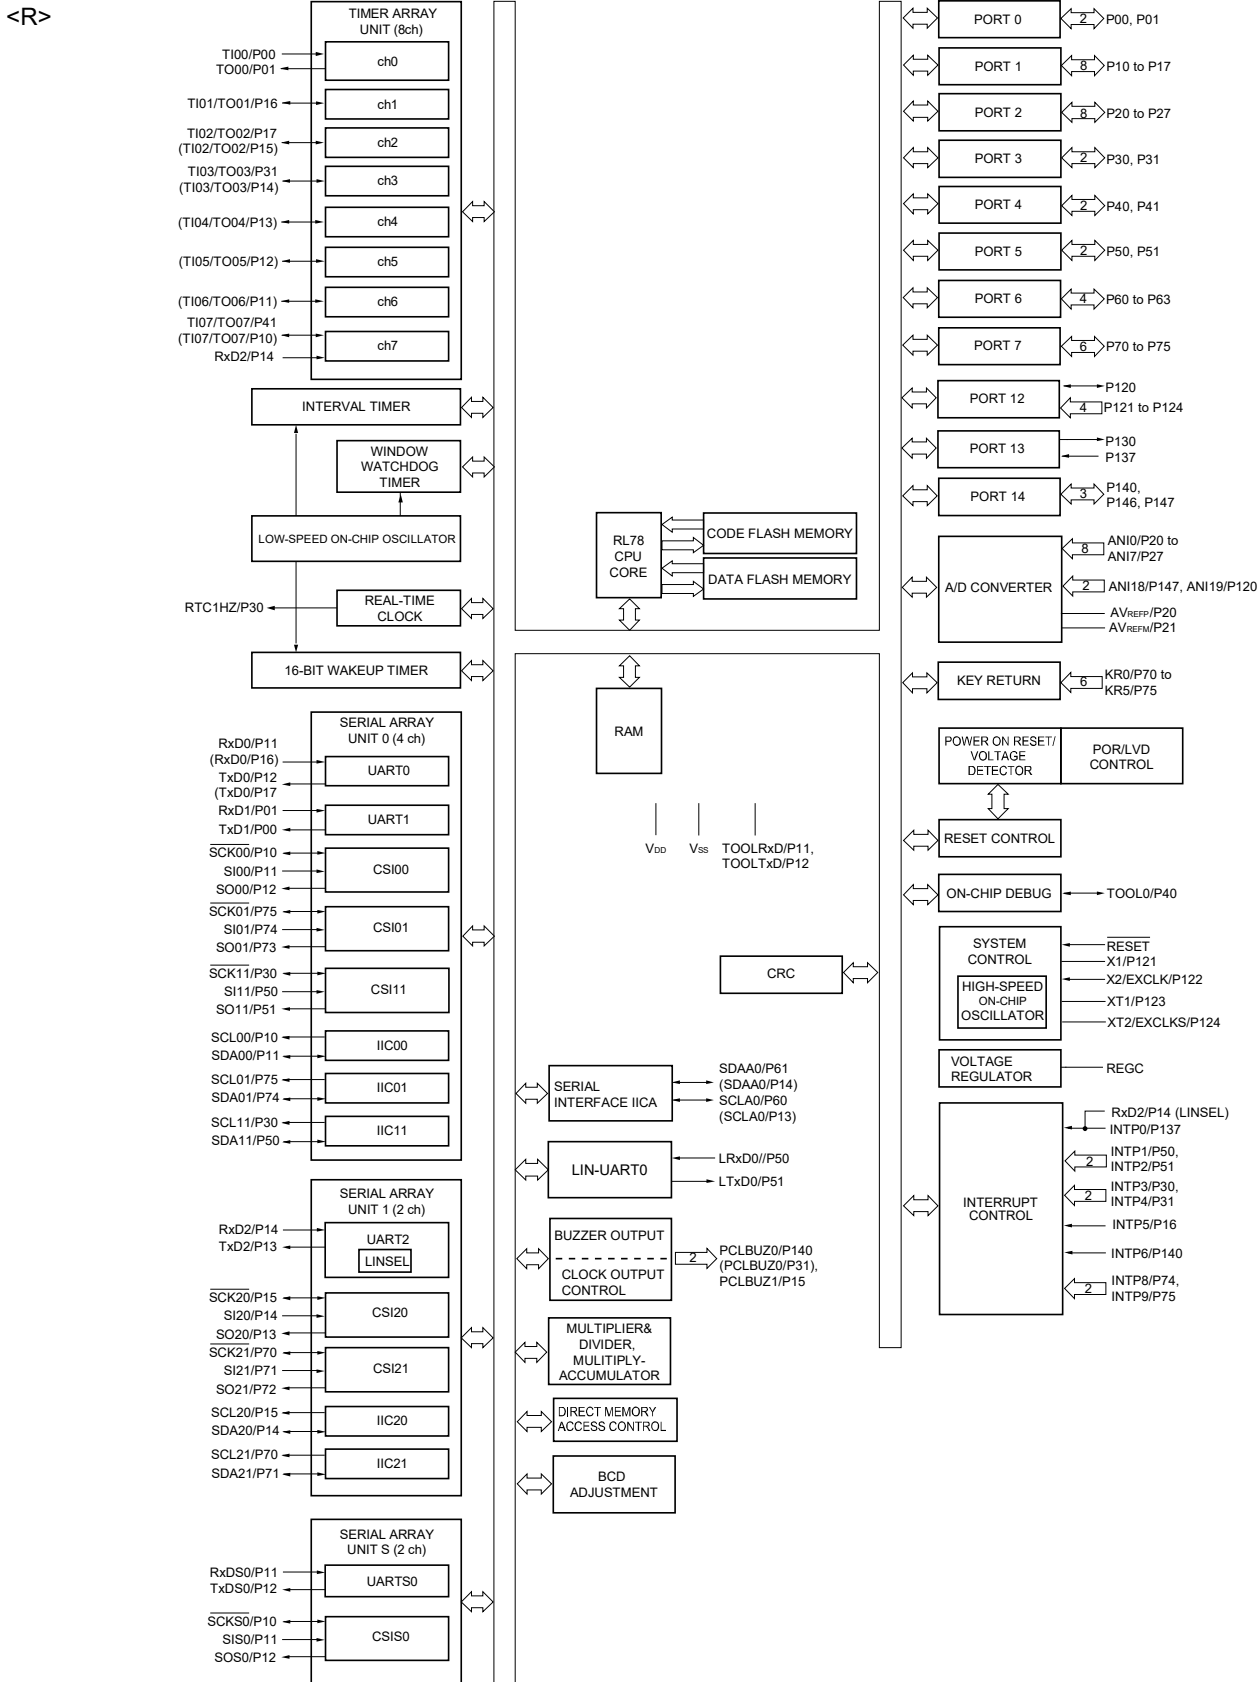 <R>
TIMER ARRAY
UNIT (8ch)
TI00/P00
TO00/P01
ch0
TI01/TO01/P16
ch1
TI02/TO02/P17
(TI02/TO02/P15)
ch2
TI03/TO03/P31
(TI03/TO03/P14)
ch3
(TI04/TO04/P13)
ch4
(TI05/TO05/P12)
ch5
(TI06/TO06/P11)
ch6
TI07/TO07/P41
(TI07/TO07/P10)
RxD2/P14
ch7
INTERVAL TIMER
WINDOW
WATCHDOG
TIMER
LOW-SPEED ON-CHIP OSCILLATOR
RTC1HZ/P30
REAL-TIME
CLOCK
16-BIT WAKEUP TIMER
SERIAL ARRAY
UNIT 0 (4 ch)
RxD0/P11
(RxD0/P16)
TxD0/P12
(TxD0/P17
UART0
RxD1/P01
TxD1/P00
UART1
SCK00/P10
SI00/P11
SO00/P12
CSI00
SCK01/P75
SI01/P74
SO01/P73
CSI01
SCK11/P30
SI11/P50
SO11/P51
CSI11
SCL00/P10
SDA00/P11
IIC00
SCL01/P75
SDA01/P74
IIC01
SCL11/P30
SDA11/P50
IIC11
SERIAL ARRAY
UNIT 1 (2 ch)
RxD2/P14
TxD2/P13
UART2
LINSEL
SCK20/P15
SI20/P14
SO20/P13
CSI20
SCK21/P70
SI21/P71
SO21/P72
CSI21
SCL20/P15
SDA20/P14
IIC20
SCL21/P70
SDA21/P71
IIC21
SERIAL ARRAY
UNIT S (2 ch)
RxDS0/P11
TxDS0/P12
UARTS0
SCKS0/P10
SIS0/P11
SOS0/P12
CSIS0
RL78
CPU
CORE
CODE FLASH MEMORY
DATA FLASH MEMORY
RAM
VDD
VSS
TOOLRxD/P11,
TOOLTxD/P12
CRC
SERIAL
INTERFACE IICA
SDAA0/P61
(SDAA0/P14)
SCLA0/P60
(SCLA0/P13)
LIN-UART0
LRxD0//P50
LTxD0/P51
BUZZER OUTPUT
CLOCK OUTPUT
CONTROL
2
PCLBUZ0/P140
(PCLBUZ0/P31),
PCLBUZ1/P15
MULTIPLIER&
DIVIDER,
MULITIPLY-
ACCUMULATOR
DIRECT MEMORY
ACCESS CONTROL
BCD
ADJUSTMENT
PORT 0
2
P00, P01
PORT 1
8
P10 to P17
PORT 2
8
P20 to P27
PORT 3
2
P30, P31
PORT 4
2
P40, P41
PORT 5
2
P50, P51
PORT 6
4
P60 to P63
PORT 7
6
P70 to P75
PORT 12
P120
4
P121 to P124
PORT 13
P130
P137
PORT 14
3
P140,
P146, P147
A/D CONVERTER
8
ANI0/P20 to
ANI7/P27
2
ANI18/P147, ANI19/P120
AVREFP/P20
AVREFM/P21
KEY RETURN
6
KR0/P70 to
KR5/P75
POWER ON RESET/
VOLTAGE
DETECTOR
POR/LVD
CONTROL
RESET CONTROL
ON-CHIP DEBUG
TOOL0/P40
SYSTEM
CONTROL
HIGH-SPEED
ON-CHIP
OSCILLATOR
RESET
X1/P121
X2/EXCLK/P122
XT1/P123
XT2/EXCLKS/P124
VOLTAGE
REGULATOR
REGC
INTERRUPT
CONTROL
RxD2/P14 (LINSEL)
INTP0/P137
2
INTP1/P50,
INTP2/P51
2
INTP3/P30,
INTP4/P31
INTP5/P16
INTP6/P140
2
INTP8/P74,
INTP9/P75